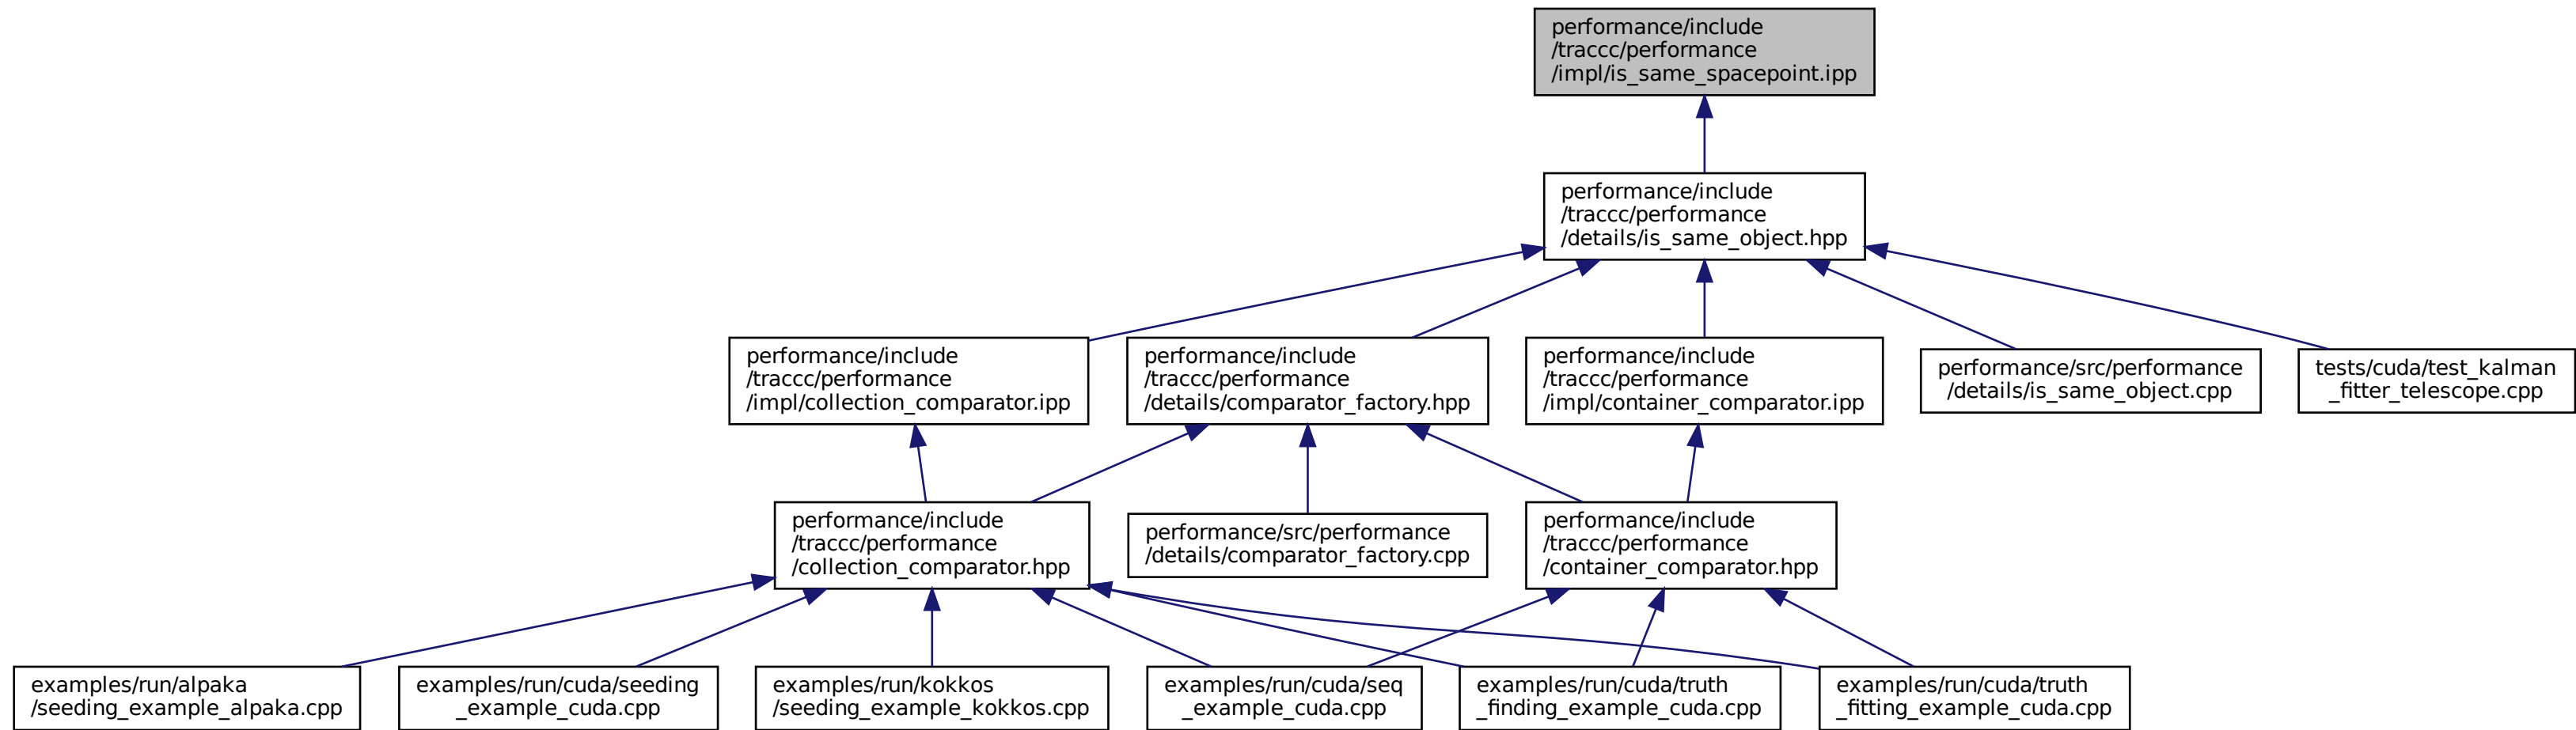 performance/include
/traccc/performance
/impl/is_same_spacepoint.ipp
performance/include
/traccc/performance
/details/is_same_object.hpp
performance/include
/traccc/performance
/impl/collection_comparator.ipp
performance/include
/traccc/performance
/details/comparator_factory.hpp
performance/include
/traccc/performance
/impl/container_comparator.ipp
performance/src/performance
/details/is_same_object.cpp
tests/cuda/test_kalman
_fitter_telescope.cpp
performance/include
/traccc/performance
/collection_comparator.hpp
performance/src/performance
/details/comparator_factory.cpp
performance/include
/traccc/performance
/container_comparator.hpp
examples/run/alpaka
/seeding_example_alpaka.cpp
examples/run/cuda/seeding
_example_cuda.cpp
examples/run/kokkos
/seeding_example_kokkos.cpp
examples/run/cuda/seq
_example_cuda.cpp
examples/run/cuda/truth
_finding_example_cuda.cpp
examples/run/cuda/truth
_fitting_example_cuda.cpp